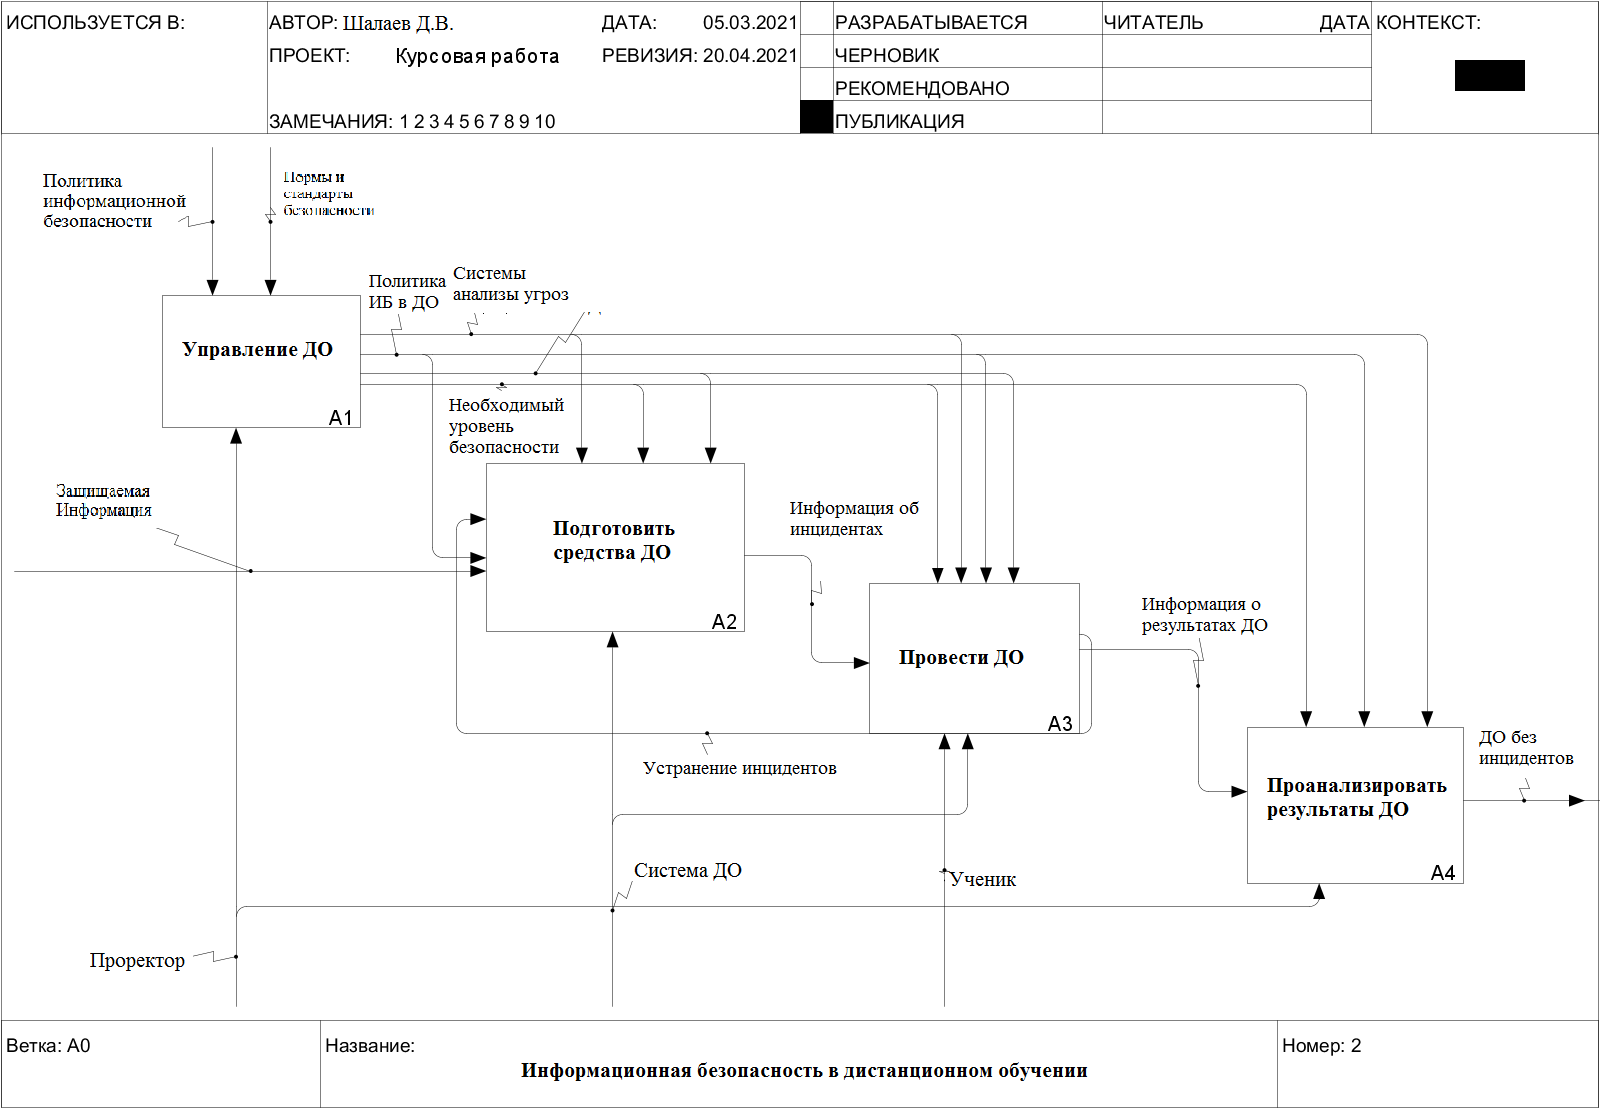 ИСПОЛЬЗУЕТСЯ В:
АВТОР: Шалаев Д.В.
ДАТА: 05.03.2021
ПРОЕКТ: Курсовая работа
РЕВИЗИЯ: 20.04.2021
ЗАМЕЧАНИЯ: 1 2 3 4 5 6 7 8 9 10
РАЗРАБАТЫВАЕТСЯ
ЧЕРНОВИК
РЕКОМЕНДОВАНО
ПУБЛИКАЦИЯ
ЧИТАТЕЛЬ
ДАТА
КОНТЕКСТ:
Политика
информационной
безопасности
Нормы и
стандарты
безопасности
Политика
ИБ в ДО
Системы
анализы угроз
Управление ДО
A1
Необходимый
уровень
безопасности
Защищаемая
Информация
Подготовить
средства ДО
A2
Информация об
инцидентах
Провести ДО
A3
Информация о
результатах ДО
Устранение инцидентов
Проанализировать
результаты ДО
A4
ДО без
инцидентов
Система ДО
Ученик
Проректор
Ветка: A0
Название:
Информационная безопасность в дистанционном обучении
Номер: 2